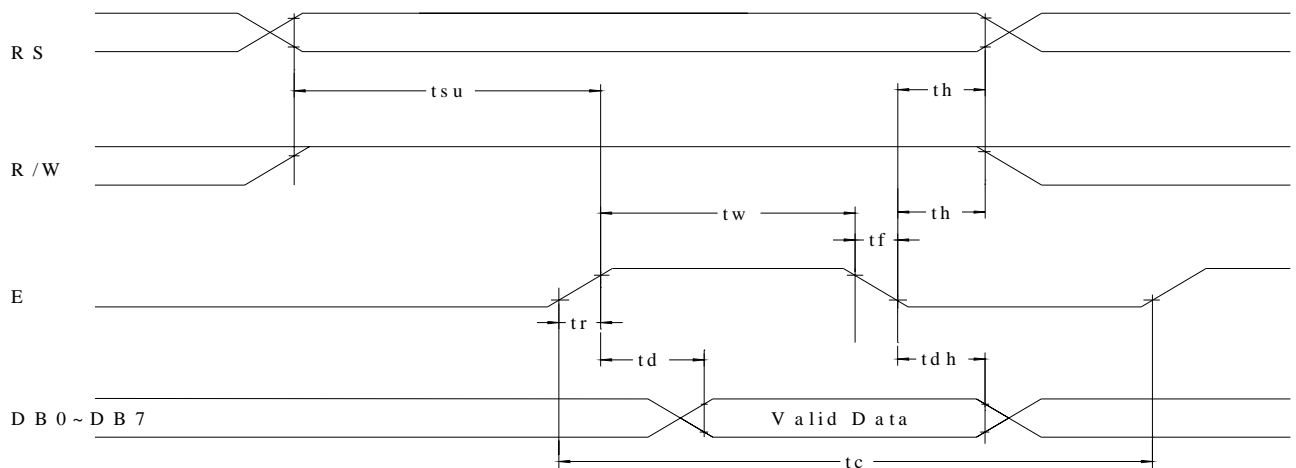 RS
tsu
th
R/W
tw
th
tf
E
tr
td
tdh
DB0~DB7
Valid Data
tc